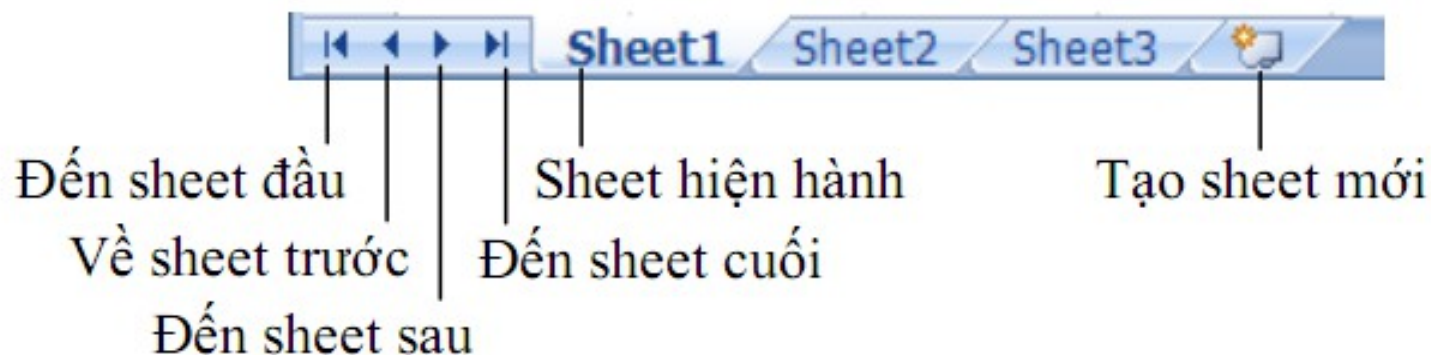 Sheet1 Sheet2 Sheet3
Đến sheet đầu Sheet hiện hành Tạo sheet mới
Về sheet trước Đến sheet cuối
Đến sheet sau